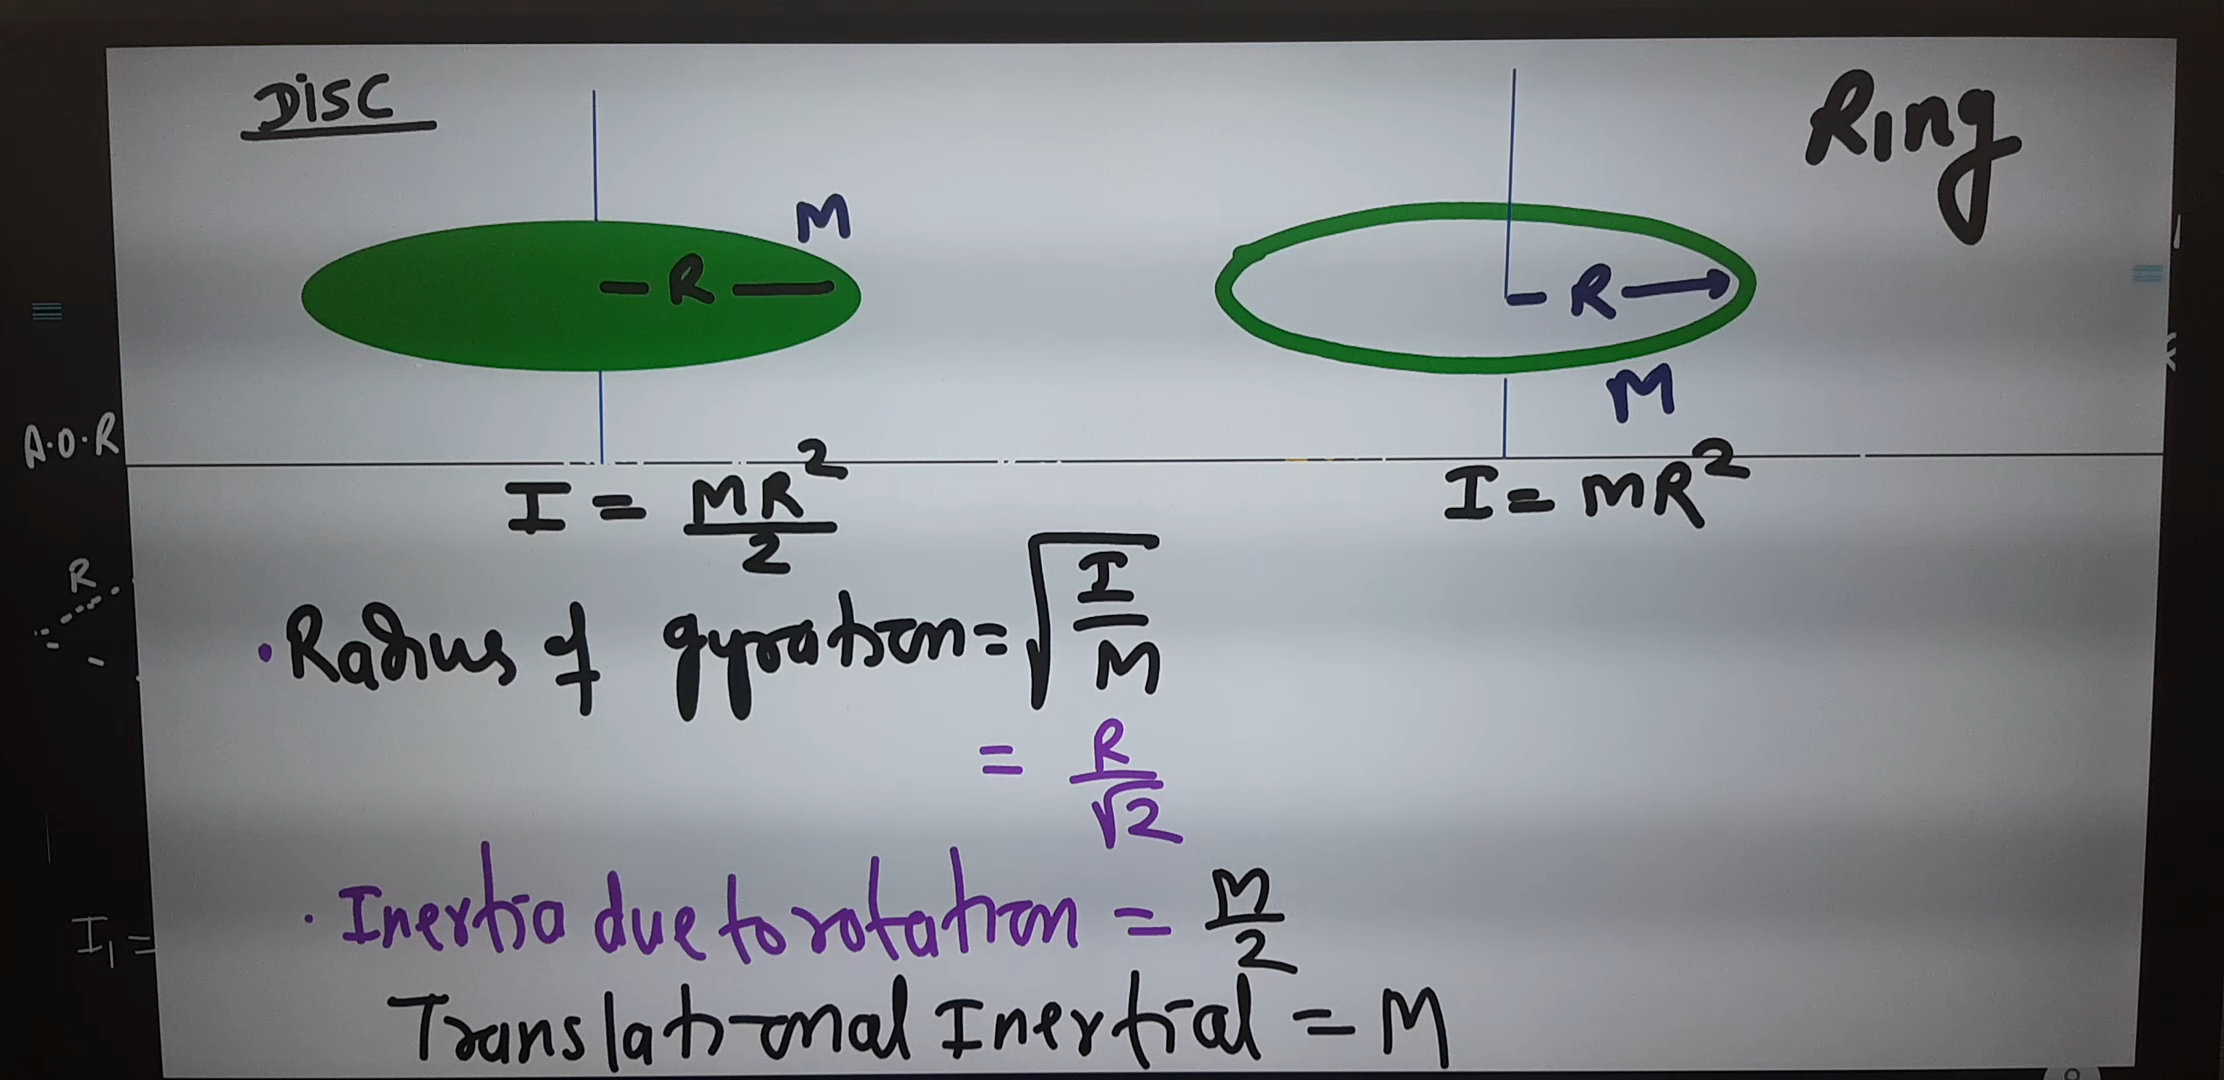 DISC
Ring
M
R
R
M
A.O.R
I = MR²/2
I = MR²
R
·Radius of gyration = √(I/M)
= R/√2
· Inertia due to rotation = M/2
I₁ =
Translational Inertial = M